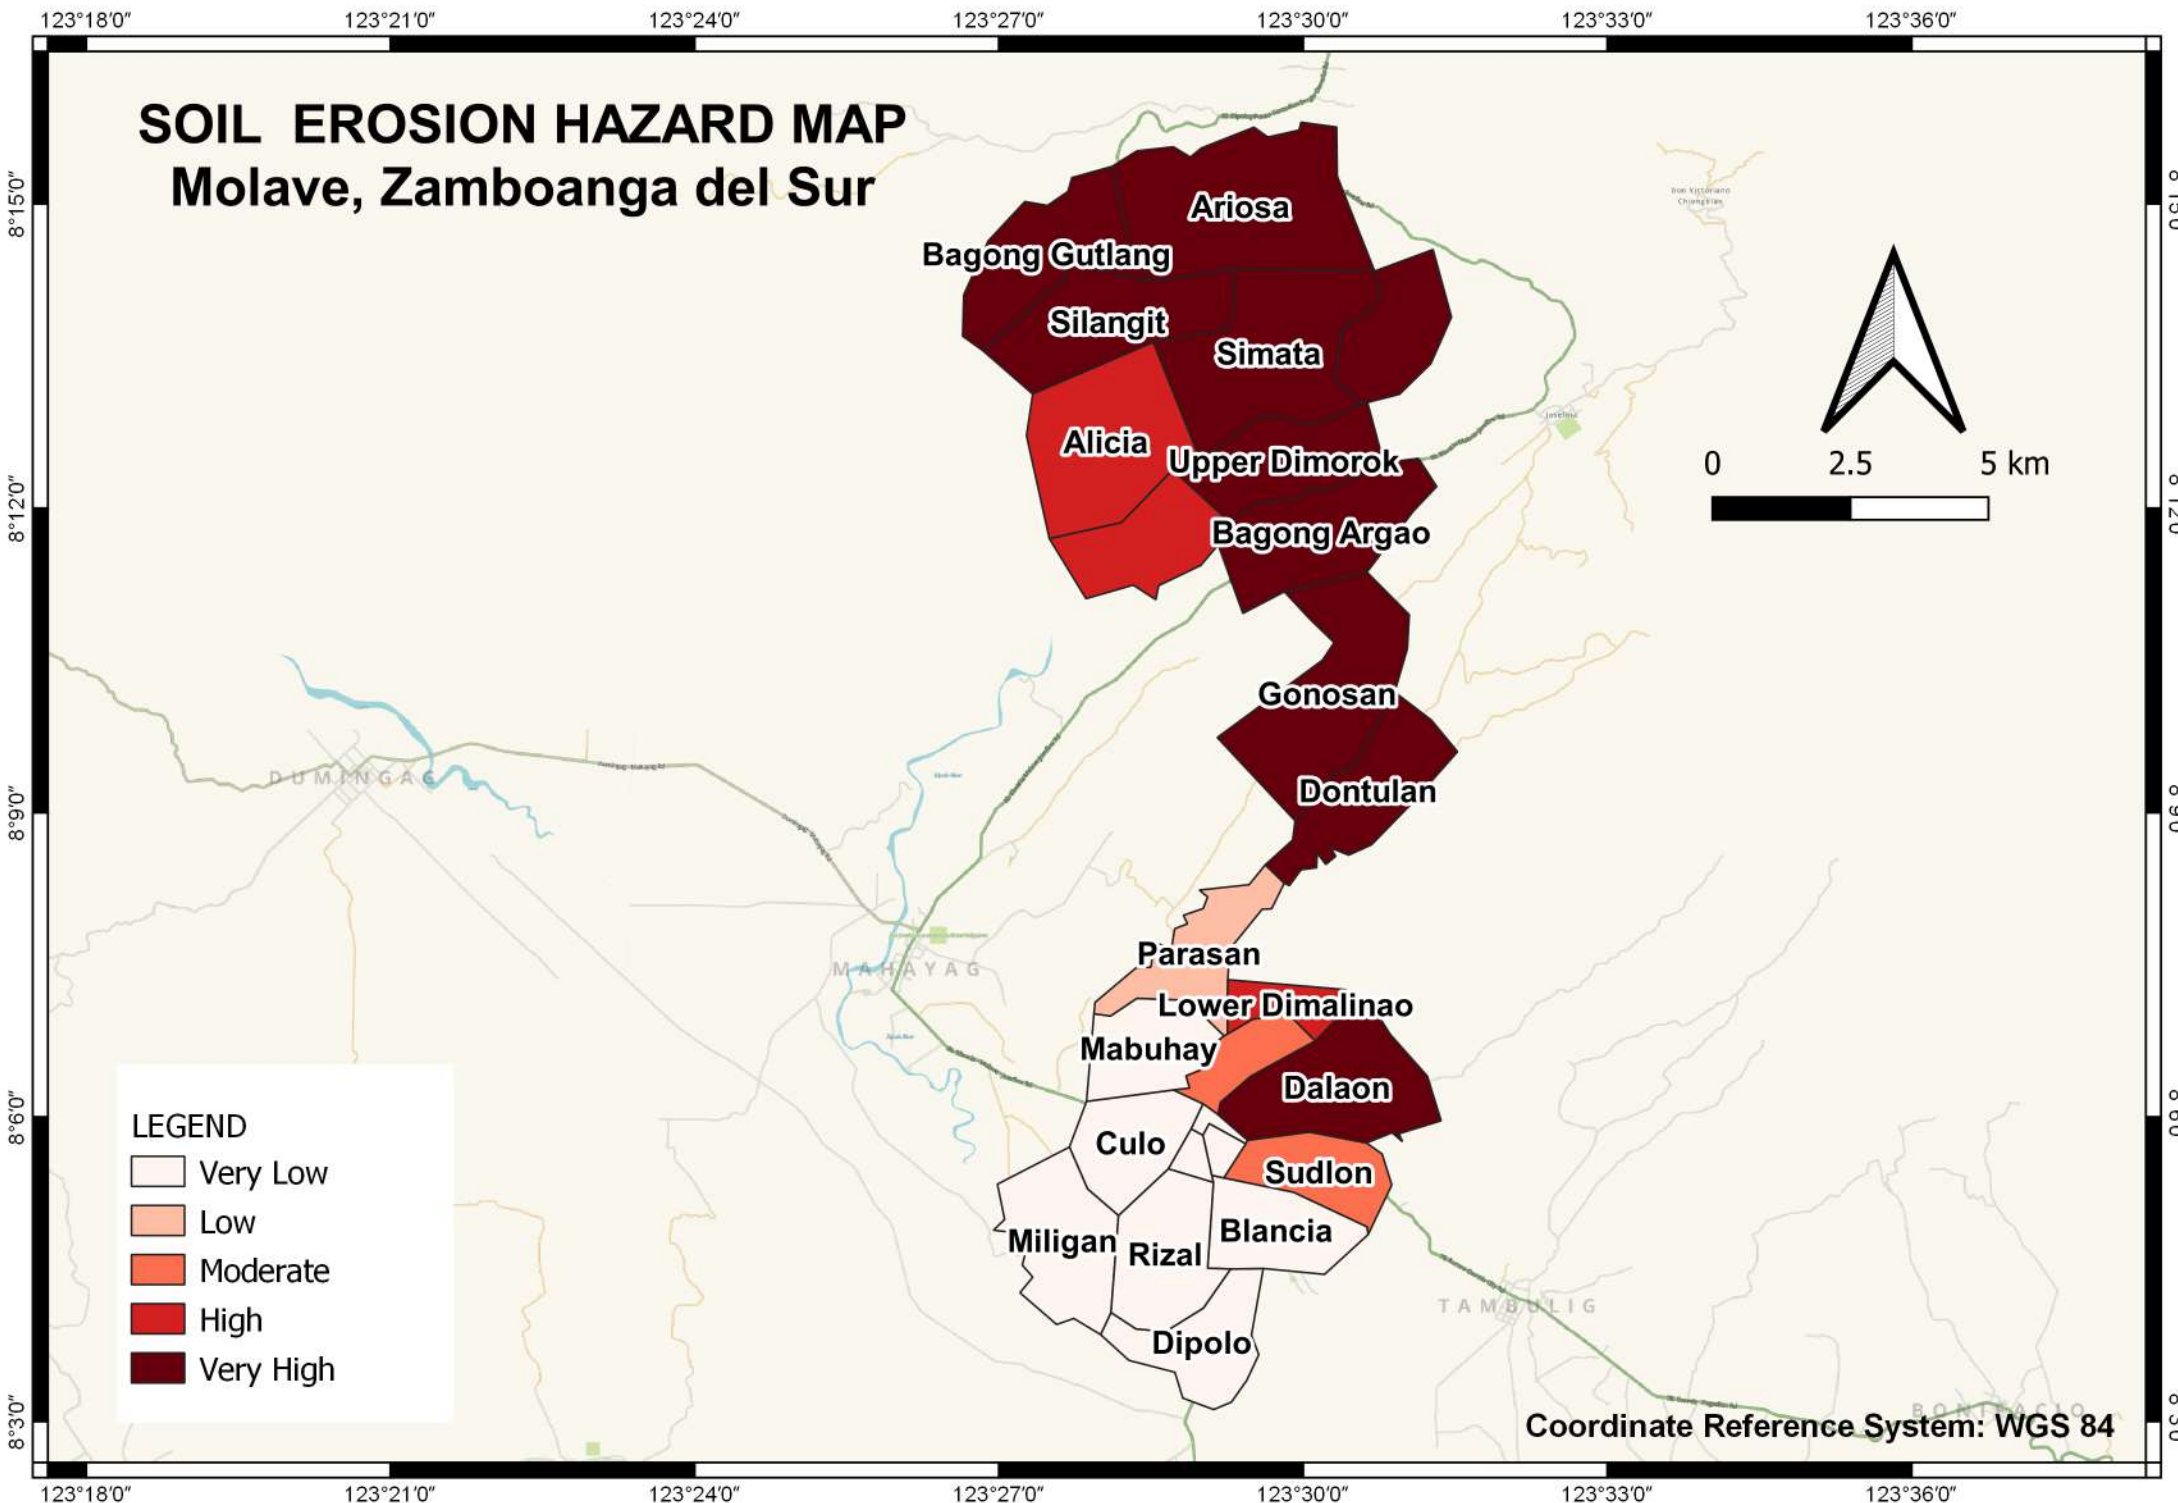 123°18'0″ 123°21'0″ 123°24'0″ 123°27'0″ 123°30'0″ 123°33'0″ 123°36'0″
SOIL EROSION HAZARD MAP
Molave, Zamboanga del Sur
8°15'0″
8°12'0″
8°9'0″
8°6'0″
8°3'0″
Don Victoriano
Chiongbian
Ariosa
Bagong Gutlang
Silangit
Simata
Alicia
Upper Dimorok
Bagong Argao
Josefina
0 2.5 5 km
Gonosan
Dontulan
DUMINGAG
MAHAYAG
Parasan
Lower Dimalinao
Mabuhay
Dalaon
Culo
Sudlon
Blancia
Miligan
Rizal
Dipolo
TAMBULIG
BONIFACIO
LEGEND
Very Low
Low
Moderate
High
Very High
Coordinate Reference System: WGS 84
123°18'0″ 123°21'0″ 123°24'0″ 123°27'0″ 123°30'0″ 123°33'0″ 123°36'0″